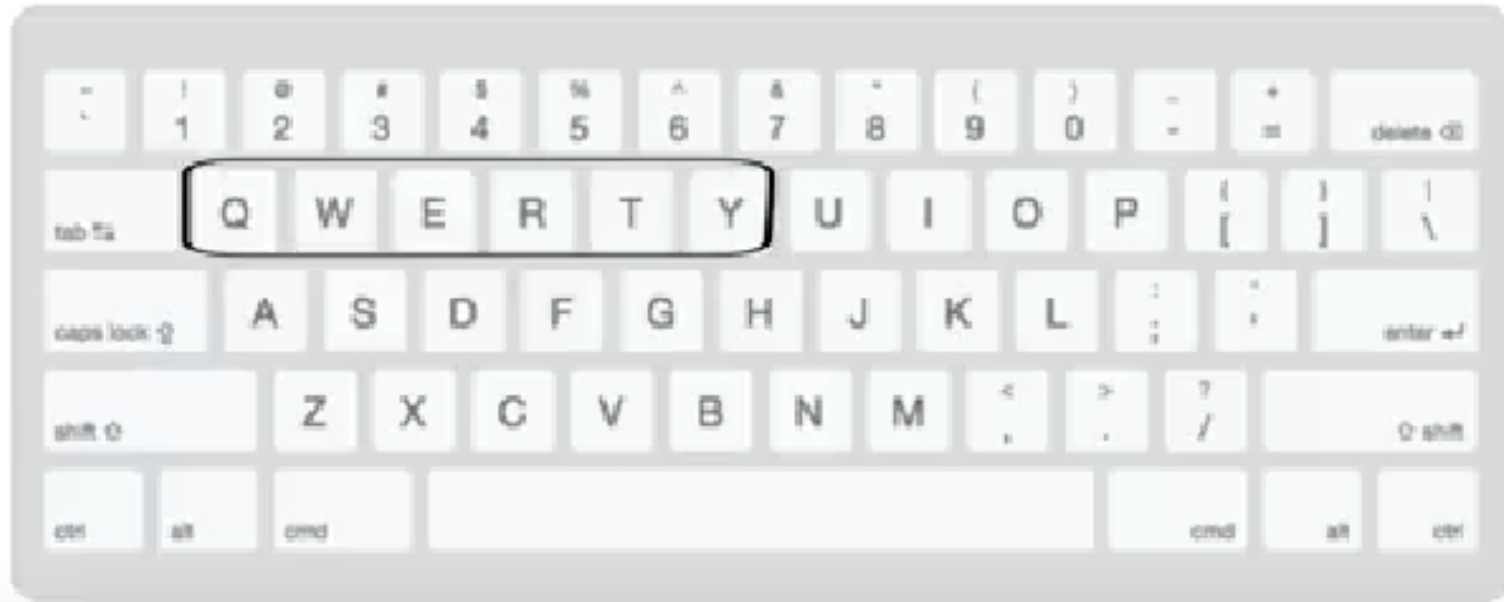 ~ ! @ # $ % ^ & * ( ) _ +
` 1 2 3 4 5 6 7 8 9 0 - = delete
tab Q W E R T Y U I O P { [ } ] | \
caps lock A S D F G H J K L : ; " ' enter
shift Z X C V B N M < , > . ? / shift
ctrl alt cmd cmd alt ctrl